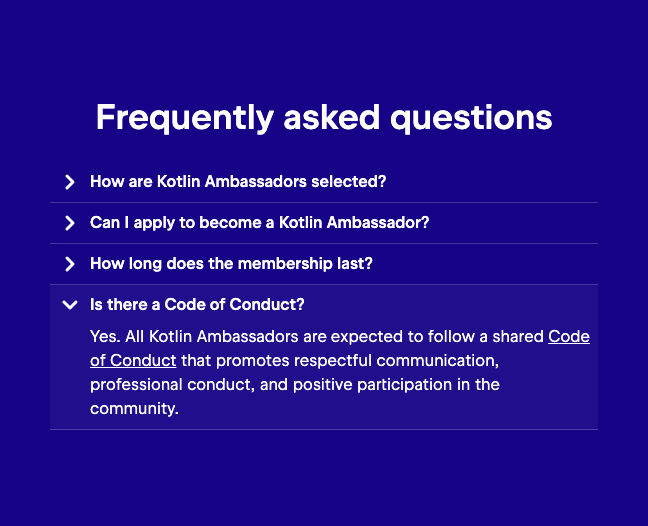 Frequently asked questions
How are Kotlin Ambassadors selected?
Can I apply to become a Kotlin Ambassador?
How long does the membership last?
Is there a Code of Conduct?
Yes. All Kotlin Ambassadors are expected to follow a shared Code
of Conduct that promotes respectful communication,
professional conduct, and positive participation in the
community.